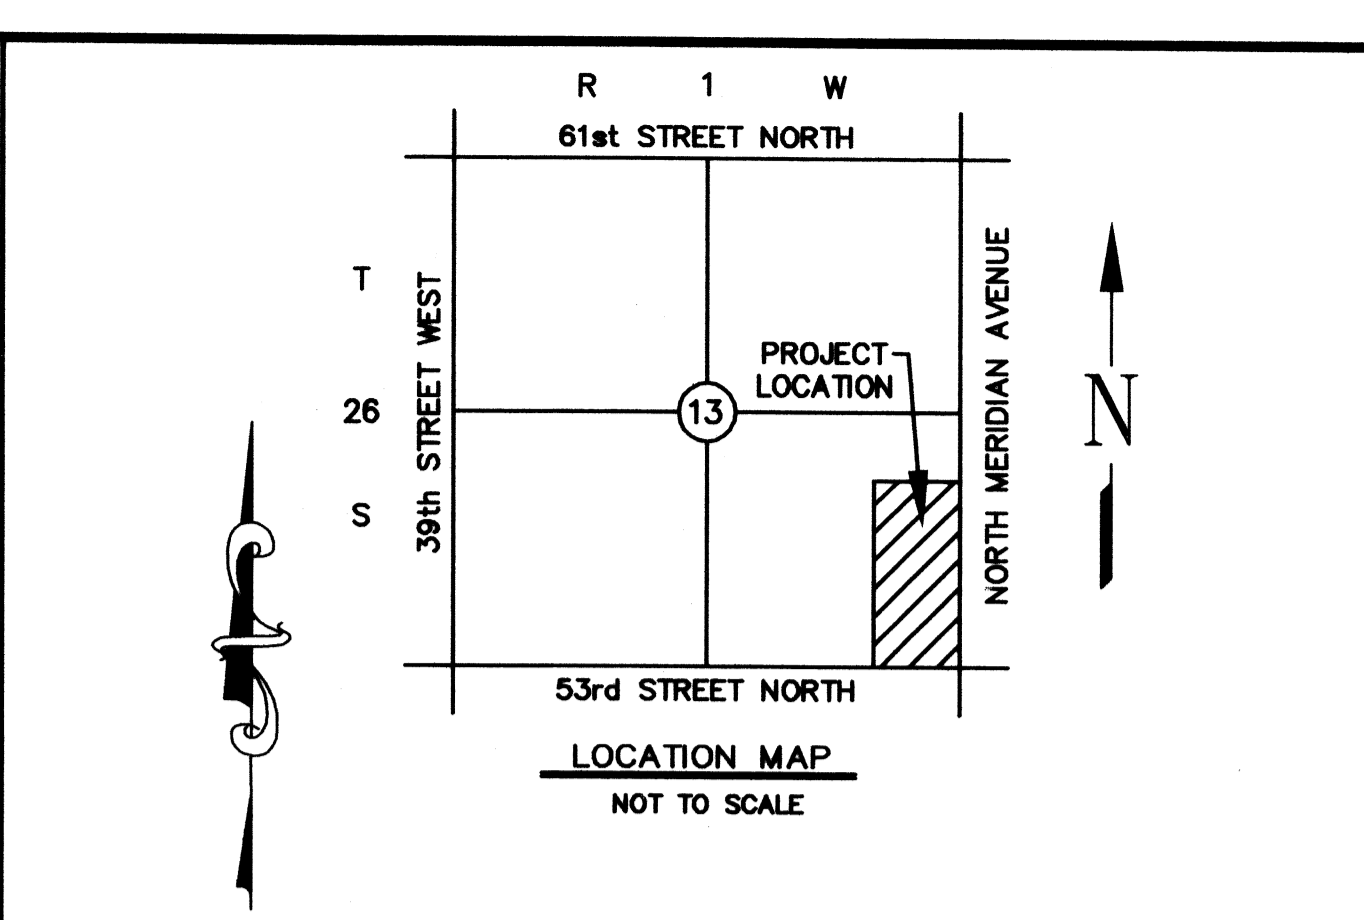 R 1 W
61st STREET NORTH
T
26
S
39th STREET WEST
13
PROJECT
LOCATION
NORTH MERIDIAN AVENUE
N
53rd STREET NORTH
LOCATION MAP
NOT TO SCALE